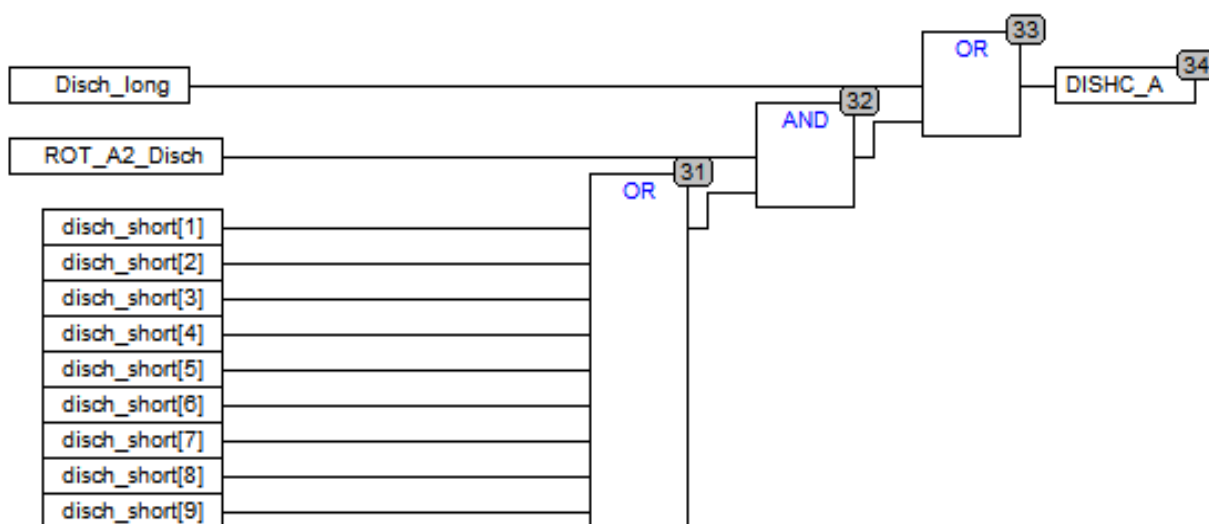 33
OR
34
Disch_long
DISHC_A
32
AND
ROT_A2_Disch
31
OR
disch_short[1]
disch_short[2]
disch_short[3]
disch_short[4]
disch_short[5]
disch_short[6]
disch_short[7]
disch_short[8]
disch_short[9]